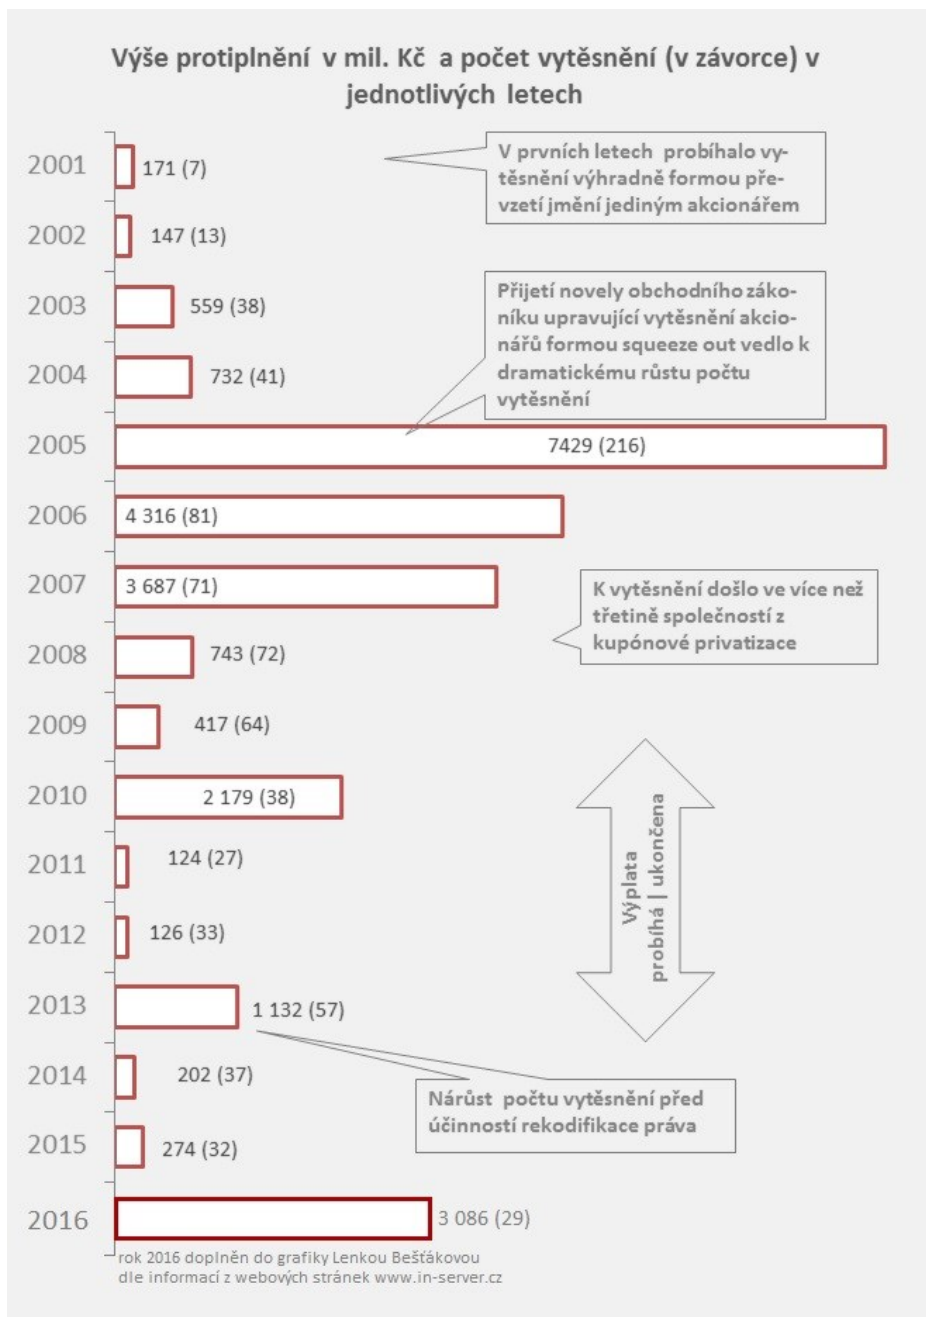 Výše protiplnění v mil. Kč a počet vytěsnění (v závorce) v
jednotlivých letech
2001
171 (7)
V prvních letech probíhalo vy-
těsnění výhradně formou pře-
vzetí jmění jediným akcionářem
2002
147 (13)
2003
559 (38)
Přijetí novely obchodního záko-
níku upravující vytěsnění akcio-
nářů formou squeeze out vedlo k
dramatickému růstu počtu
vytěsnění
2004
732 (41)
2005
7429 (216)
2006
4 316 (81)
2007
3 687 (71)
K vytěsnění došlo ve více než
třetině společností z
kupónové privatizace
2008
743 (72)
2009
417 (64)
2010
2 179 (38)
Výplata
probíhá | ukončena
2011
124 (27)
2012
126 (33)
2013
1 132 (57)
2014
202 (37)
Nárůst počtu vytěsnění před
účinností rekodifikace práva
2015
274 (32)
2016
3 086 (29)
rok 2016 doplněn do grafiky Lenkou Bešťákovou
dle informací z webových stránek www.in-server.cz